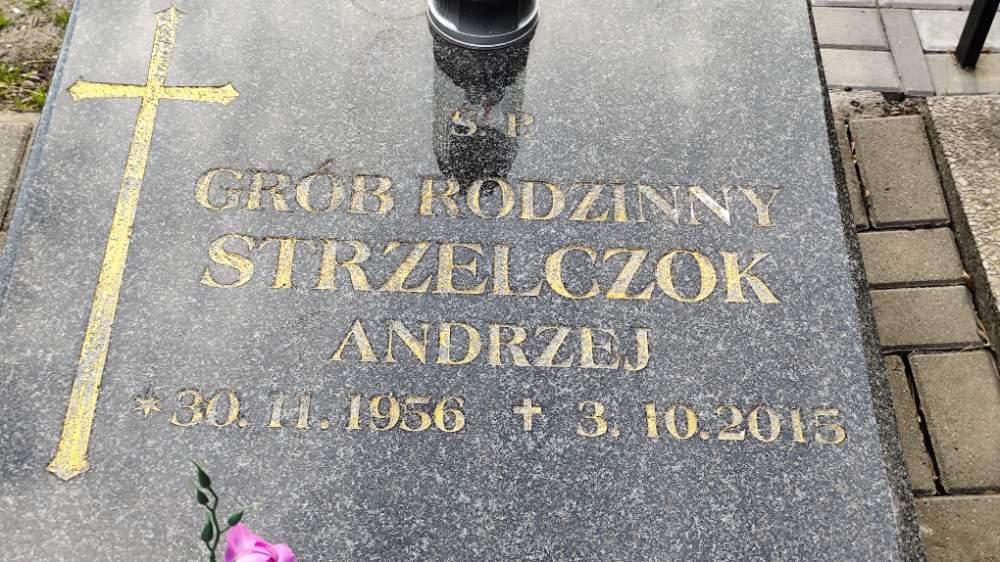 Ś. P.
GRÓB RODZINNY
STRZELCZOK
ANDRZEJ
* 30. 11. 1956 ✝ 3. 10. 2015